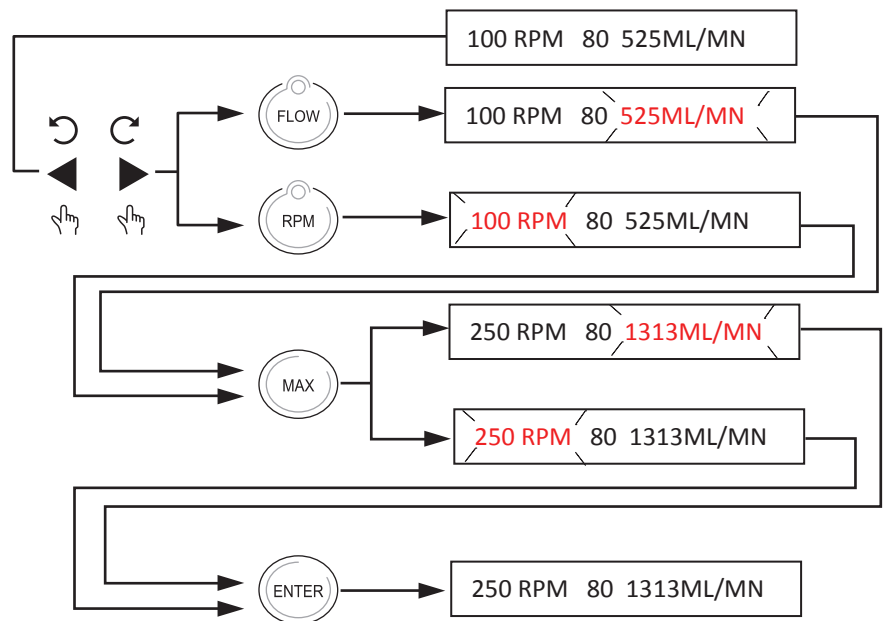 100 RPM 80 525ML/MN
FLOW
100 RPM 80 525ML/MN
RPM
100 RPM 80 525ML/MN
MAX
250 RPM 80 1313ML/MN
250 RPM 80 1313ML/MN
ENTER
250 RPM 80 1313ML/MN